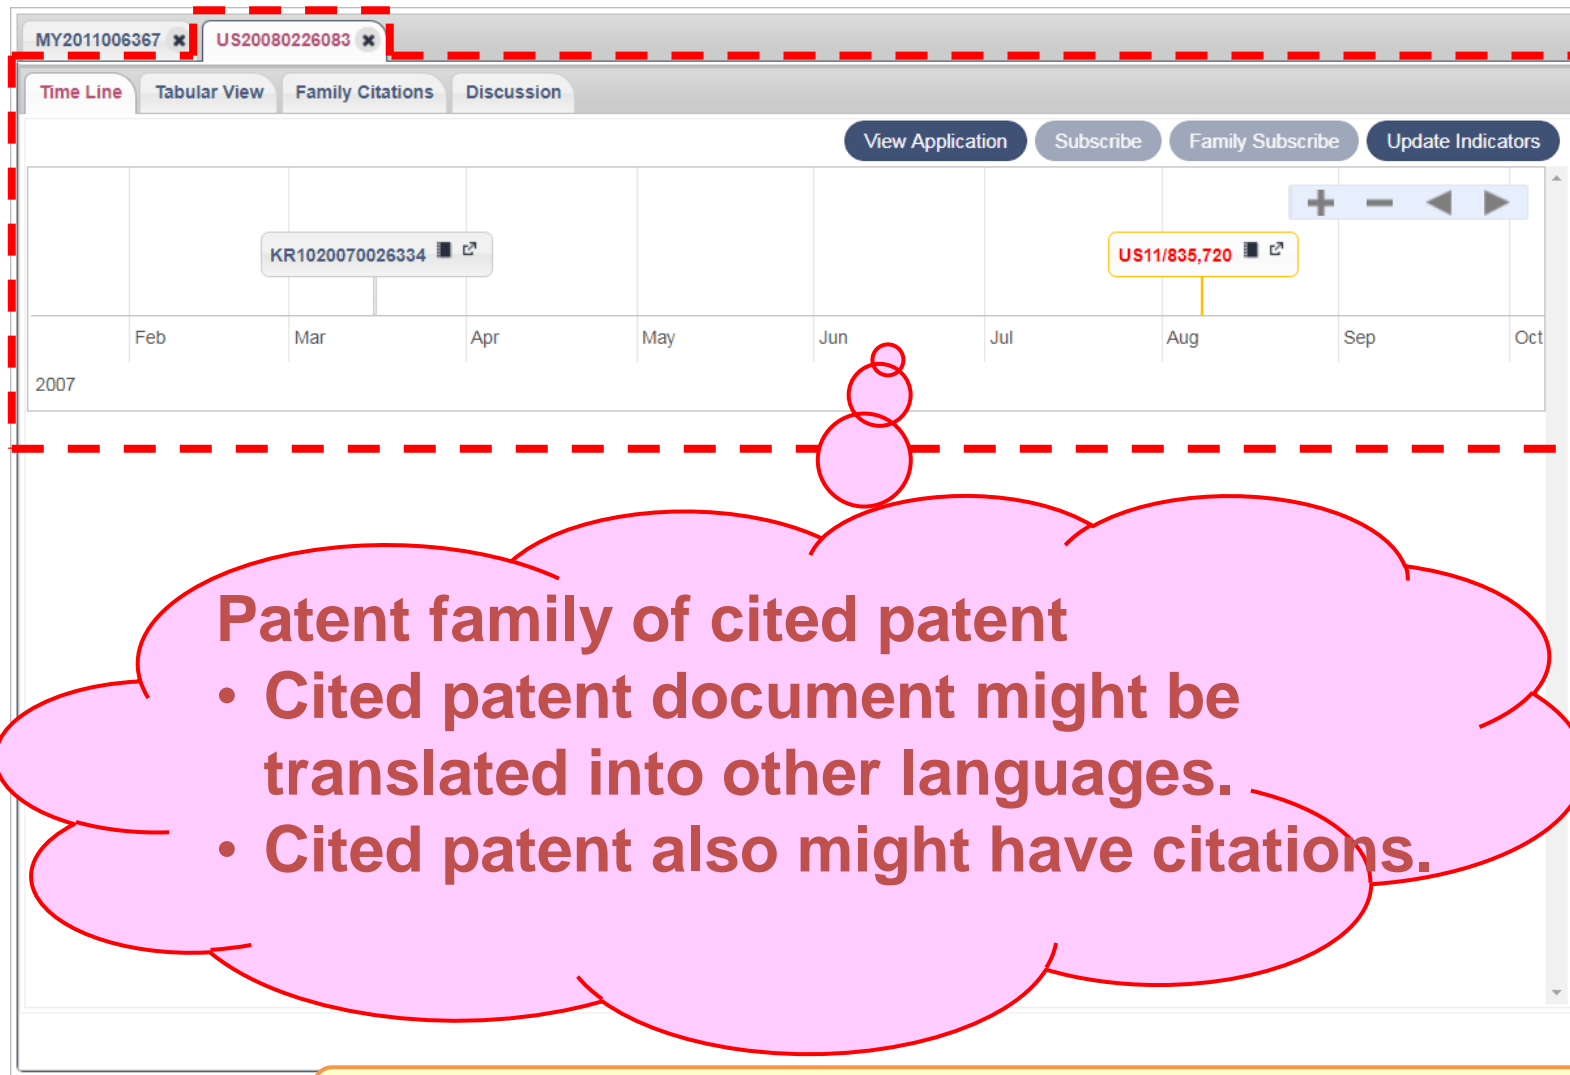 MY2011006367 US20080226083
Time Line Tabular View Family Citations Discussion
View Application Subscribe Family Subscribe Update Indicators
KR1020070026334 US11/835,720
Feb Mar Apr May Jun Jul Aug Sep Oct
2007
Patent family of cited patent
• Cited patent document might be
translated into other languages.
• Cited patent also might have citations.